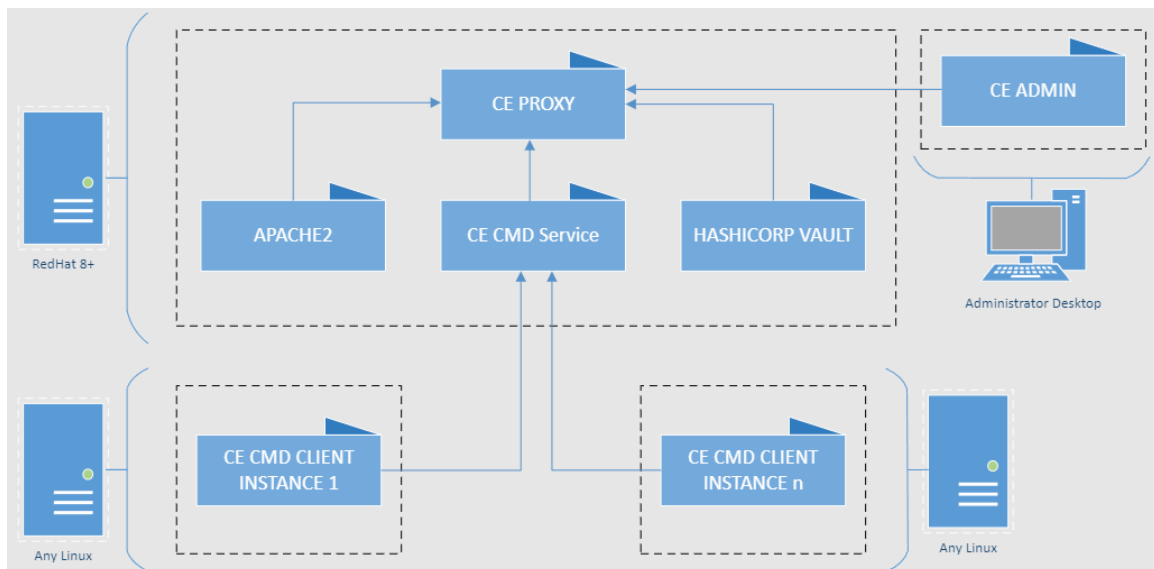 CE PROXY
CE ADMIN
APACHE2
CE CMD Service
HASHICORP VAULT
RedHat 8+
Administrator Desktop
CE CMD CLIENT
INSTANCE 1
CE CMD CLIENT
INSTANCE n
Any Linux
Any Linux